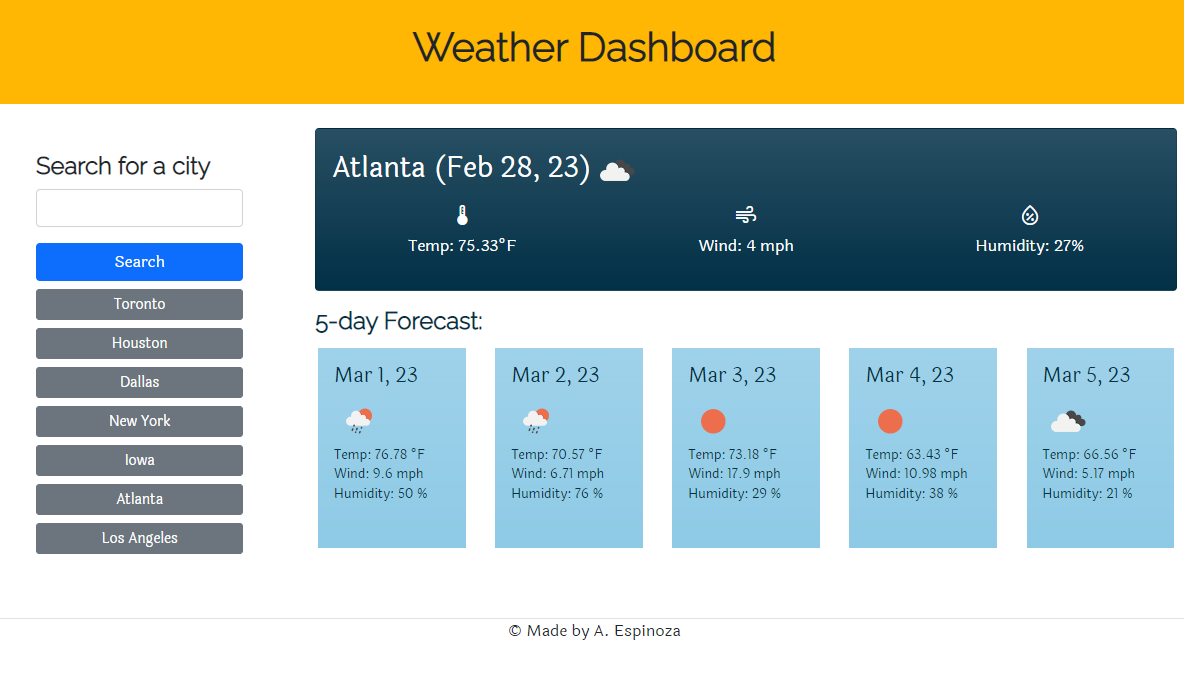 Weather Dashboard
Search for a city
Search
Toronto
Houston
Dallas
New York
Iowa
Atlanta
Los Angeles
Atlanta (Feb 28, 23)
Temp: 75.33°F
Wind: 4 mph
Humidity: 27%
5-day Forecast:
Mar 1, 23
Temp: 76.78 °F
Wind: 9.6 mph
Humidity: 50 %
Mar 2, 23
Temp: 70.57 °F
Wind: 6.71 mph
Humidity: 76 %
Mar 3, 23
Temp: 73.18 °F
Wind: 17.9 mph
Humidity: 29 %
Mar 4, 23
Temp: 63.43 °F
Wind: 10.98 mph
Humidity: 38 %
Mar 5, 23
Temp: 66.56 °F
Wind: 5.17 mph
Humidity: 21 %
© Made by A. Espinoza